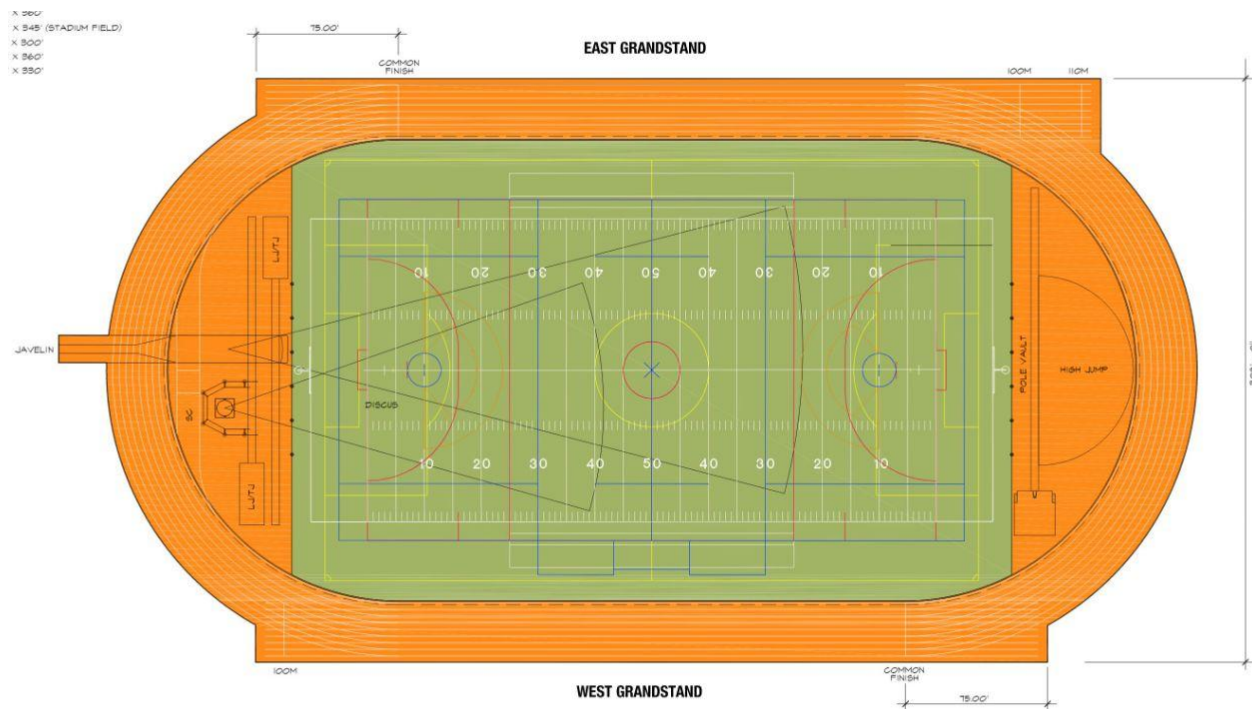 X 345' (STADIUM FIELD)
X 300'
X 360'
X 330'
75.00'
EAST GRANDSTAND
COMMON
FINISH
100M
110M
LJ/TJ
10 20 30 40 50 40 30 20 10
JAVELIN
POLE VAULT
HIGH JUMP
SC
DISCUS
10 20 30 40 50 40 30 20 10
LJ/TJ
100M
COMMON
FINISH
WEST GRANDSTAND
75.00'